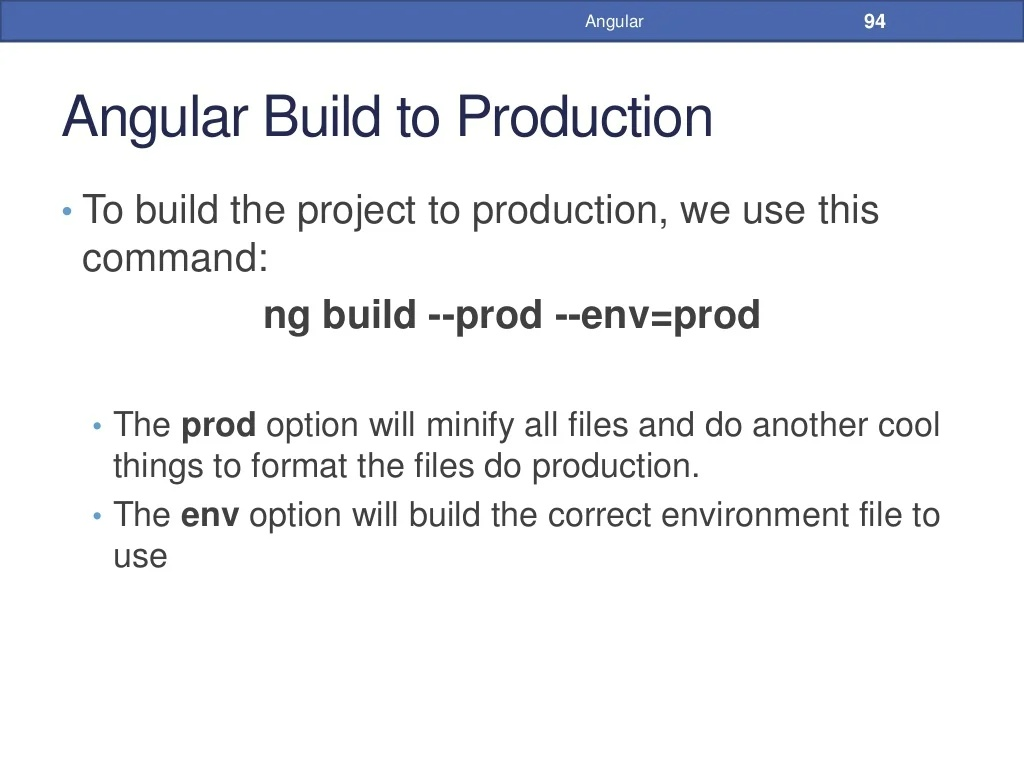 Angular 94
Angular Build to Production
• To build the project to production, we use this
command:
ng build --prod --env=prod
• The prod option will minify all files and do another cool
things to format the files do production.
• The env option will build the correct environment file to
use